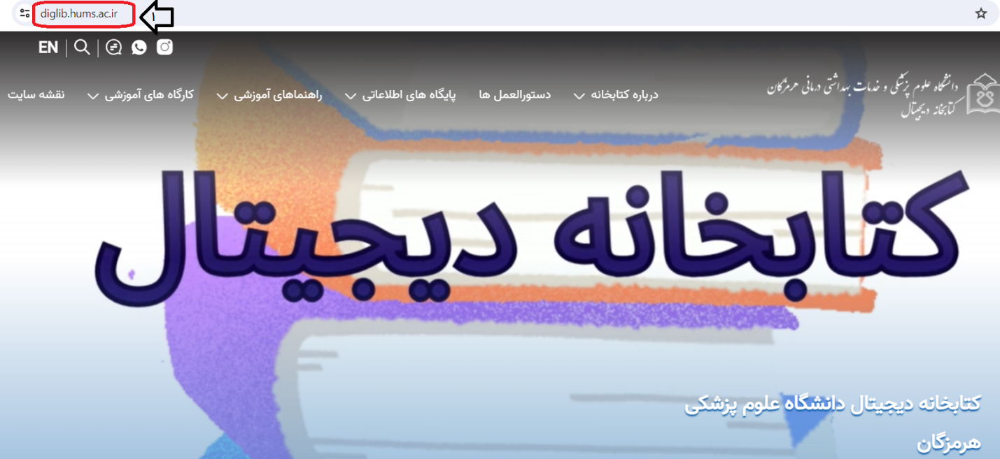 diglib.hums.ac.ir
۱
EN
دانشگاه علوم پزشکی و خدمات بهداشتی درمانی هرمزگان
کتابخانه دیجیتال
درباره کتابخانه
دستورالعمل ها
پایگاه های اطلاعاتی
راهنماهای آموزشی
کارگاه های آموزشی
نقشه سایت
کتابخانه دیجیتال
کتابخانه دیجیتال دانشگاه علوم پزشکی
هرمزگان